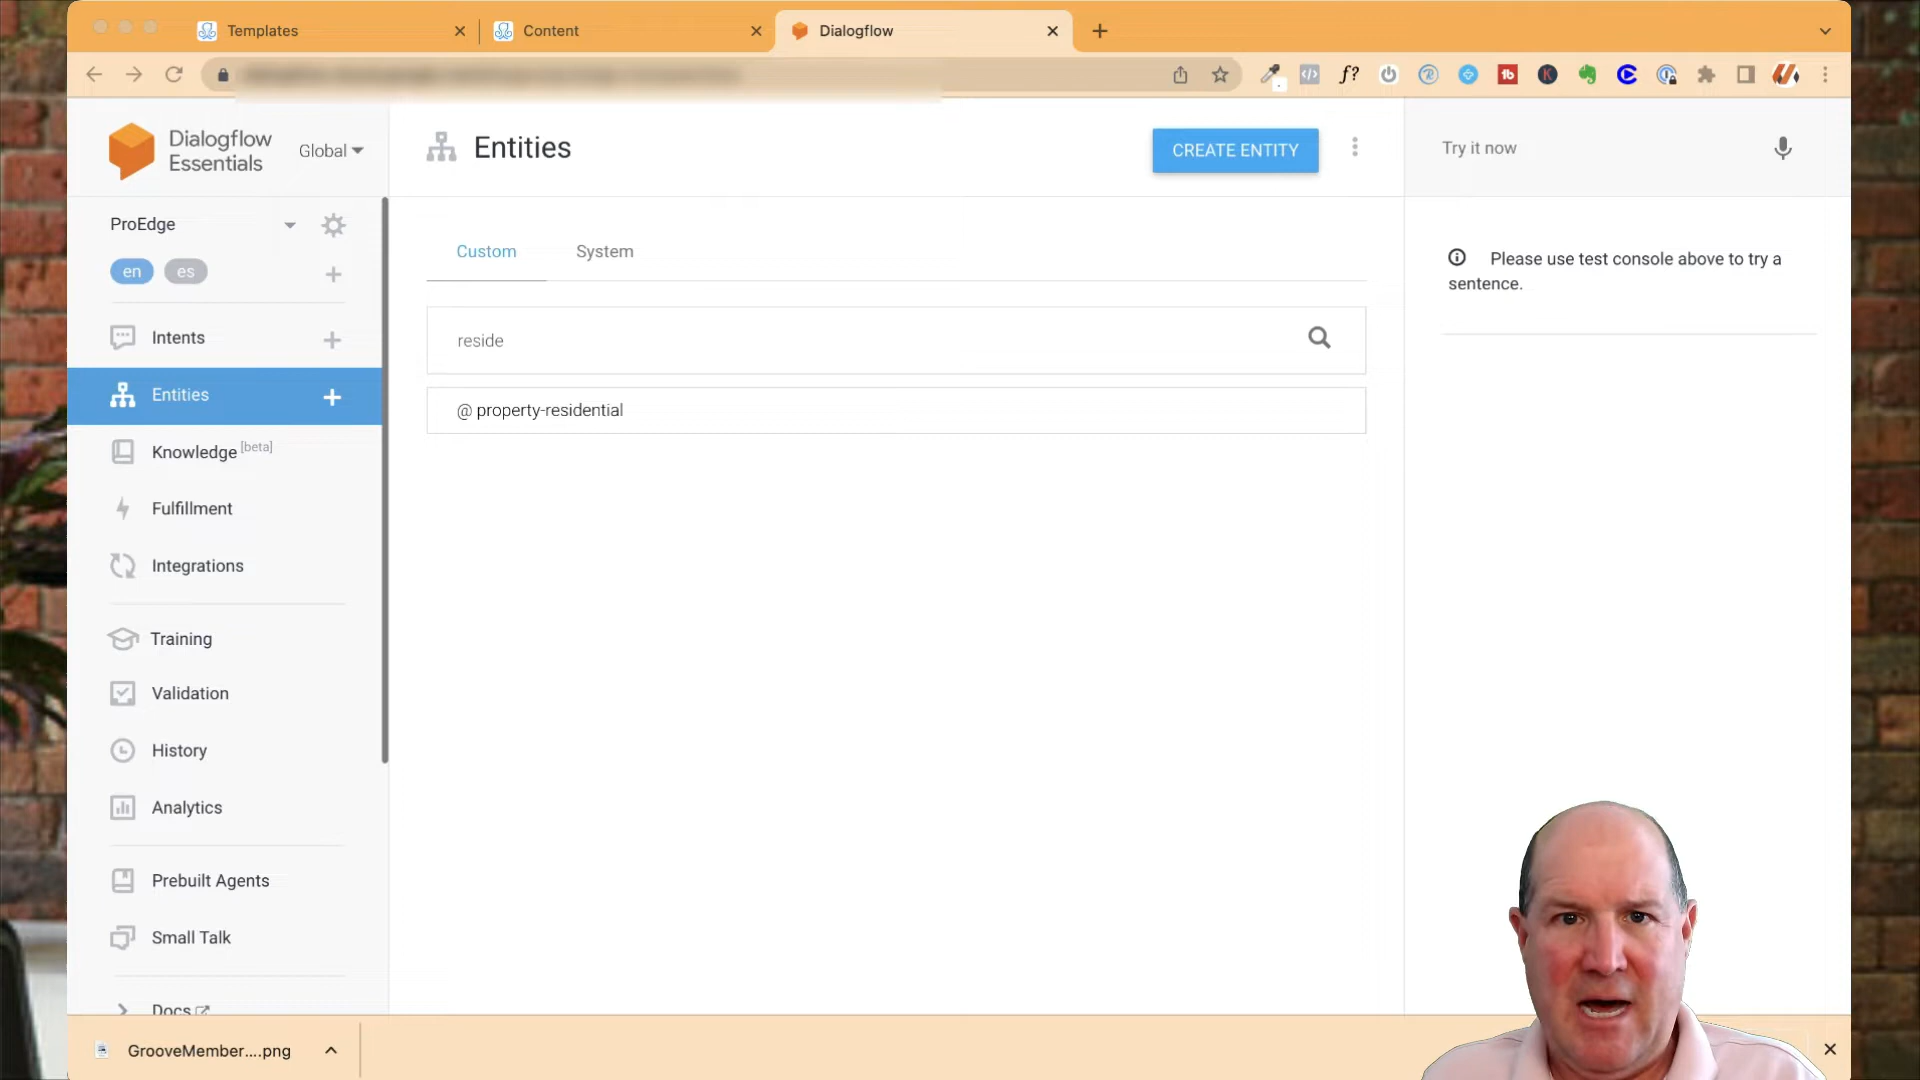 Templates
Content
Dialogflow
f?
Dialogflow
Essentials
Global
Entities
CREATE ENTITY
Try it now
ProEdge
en
es
Custom
System
Please use test console above to try a
sentence.
Intents
reside
Entities
@ property-residential
Knowledge [beta]
Fulfillment
Integrations
Training
Validation
History
Analytics
Prebuilt Agents
Small Talk
Docs
GrooveMember....png